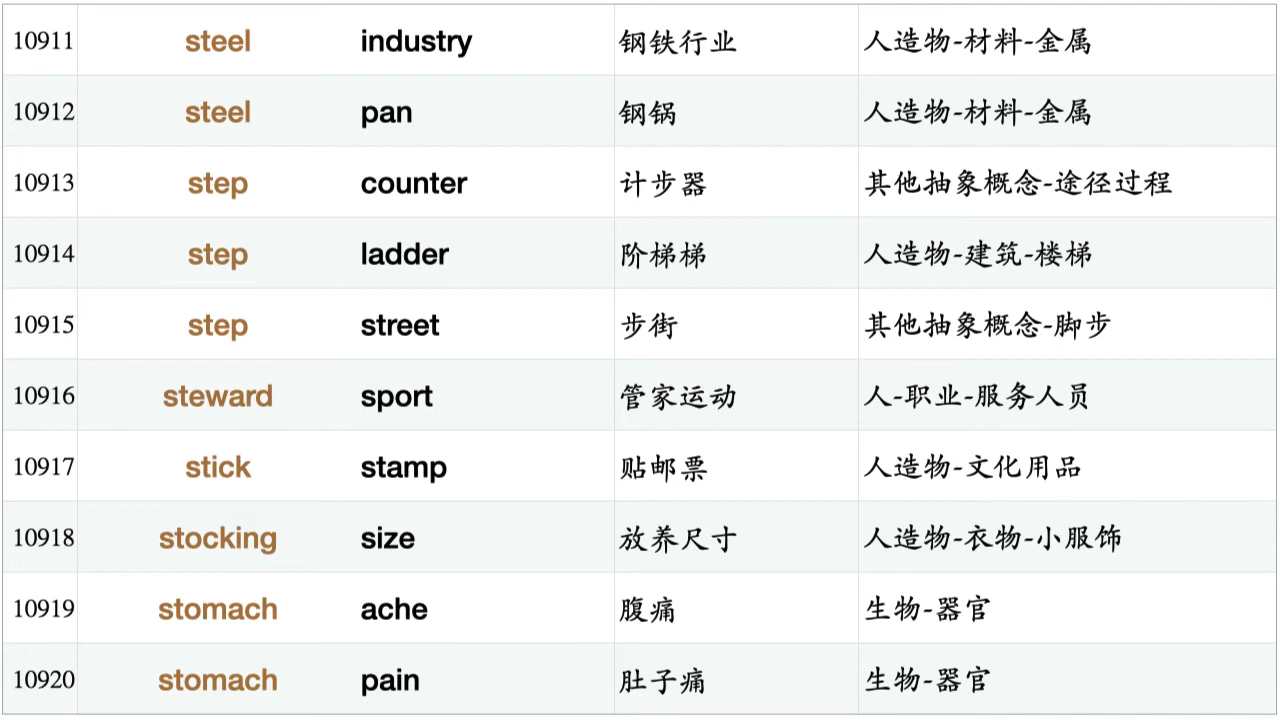 10911 steel industry 钢铁行业 人造物-材料-金属
10912 steel pan 钢锅 人造物-材料-金属
10913 step counter 计步器 其他抽象概念-途径过程
10914 step ladder 阶梯梯 人造物-建筑-楼梯
10915 step street 步街 其他抽象概念-脚步
10916 steward sport 管家运动 人-职业-服务人员
10917 stick stamp 贴邮票 人造物-文化用品
10918 stocking size 放养尺寸 人造物-衣物-小服饰
10919 stomach ache 腹痛 生物-器官
10920 stomach pain 肚子痛 生物-器官